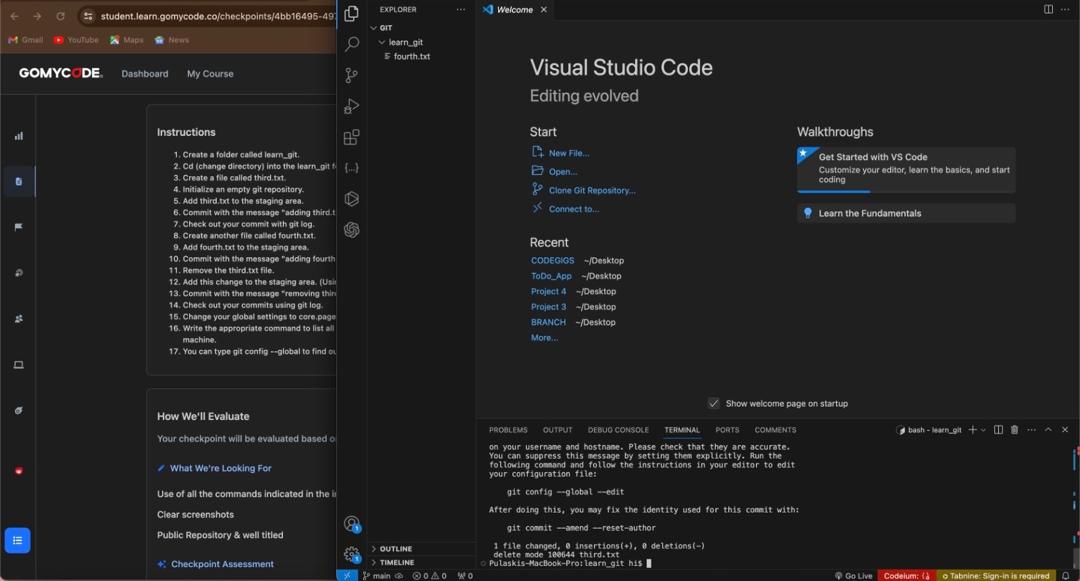 student.learn.gomycode.co/checkpoints/4bb16495-497
Gmail
YouTube
Maps
News
GOMYCODE.
Dashboard
My Course
Instructions
1. Create a folder called learn_git.
2. Cd (change directory) into the learn_git f
3. Create a file called third.txt.
4. Initialize an empty git repository.
5. Add third.txt to the staging area.
6. Commit with the message "adding third.t
7. Check out your commit with git log.
8. Create another file called fourth.txt.
9. Add fourth.txt to the staging area.
10. Commit with the message "adding fourth
11. Remove the third.txt file.
12. Add this change to the staging area. (Usi
13. Commit with the message "removing thir
14. Check out your commits using git log.
15. Change your global settings to core.page
16. Write the appropriate command to list all
machine.
17. You can type git config --global to find ou
How We'll Evaluate
Your checkpoint will be evaluated based o
What We're Looking For
Use of all the commands indicated in the i
Clear screenshots
Public Repository & well titled
Checkpoint Assessment
EXPLORER
GIT
learn_git
fourth.txt
OUTLINE
TIMELINE
Welcome
Visual Studio Code
Editing evolved
Start
New File...
Open...
Clone Git Repository...
Connect to...
Recent
CODEGIGS ~/Desktop
ToDo_App ~/Desktop
Project 4 ~/Desktop
Project 3 ~/Desktop
BRANCH ~/Desktop
More...
Walkthroughs
Get Started with VS Code
Customize your editor, learn the basics, and start
coding
Learn the Fundamentals
Show welcome page on startup
PROBLEMS OUTPUT DEBUG CONSOLE TERMINAL PORTS COMMENTS
bash - learn_git
on your username and hostname. Please check that they are accurate.
You can suppress this message by setting them explicitly. Run the
following command and follow the instructions in your editor to edit
your configuration file:
git config --global --edit
After doing this, you may fix the identity used for this commit with:
git commit --amend --reset-author
1 file changed, 0 insertions(+), 0 deletions(-)
delete mode 100644 third.txt
Pulaskis-MacBook-Pro:learn_git hi$
1
1
main
0
0
0
Go Live
Codeium: {}
Tabnine: Sign-in is required